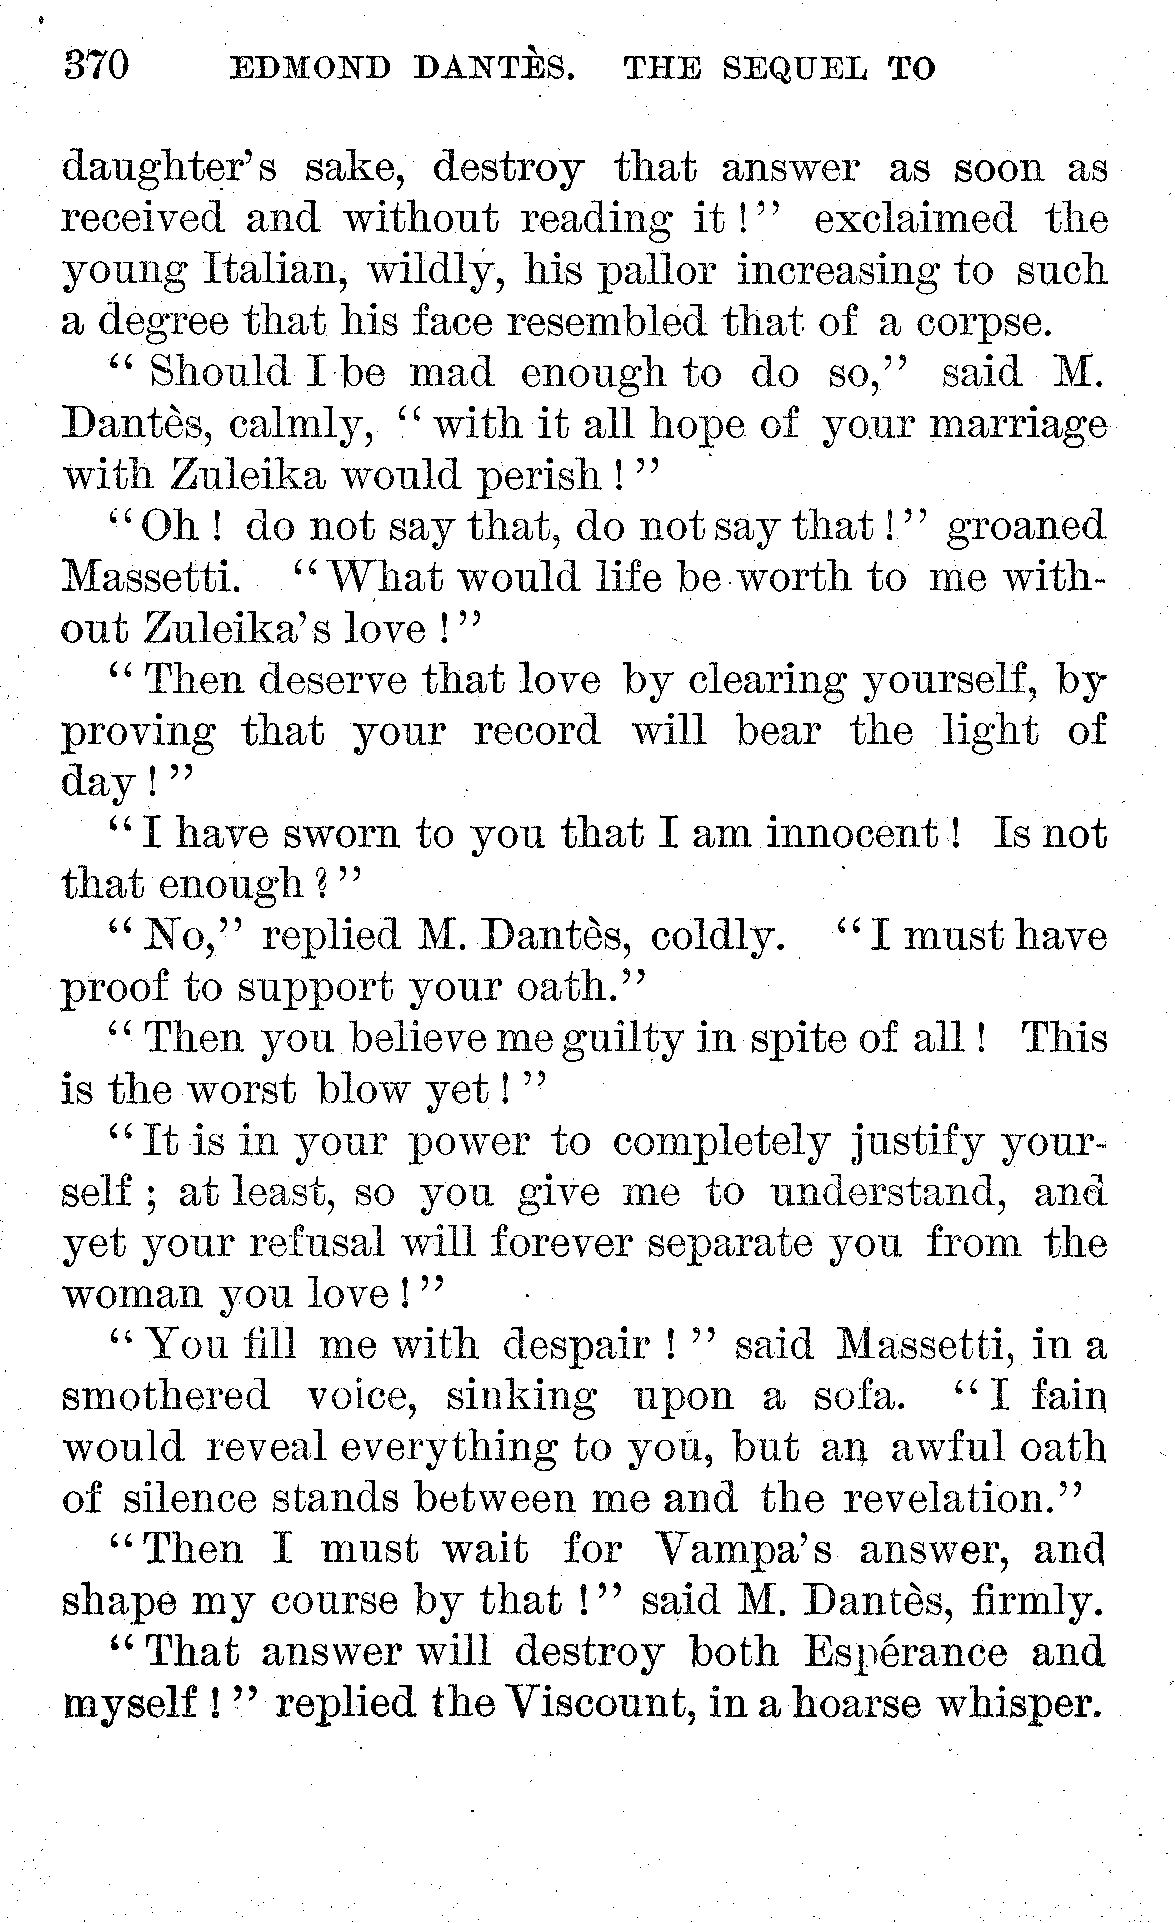 370 EDMOND DANTÈS. THE SEQUEL TO
daughter's sake, destroy that answer as soon as
received and without reading it!" exclaimed the
young Italian, wildly, his pallor increasing to such
a degree that his face resembled that of a corpse.
"Should I be mad enough to do so," said M.
Dantès, calmly, "with it all hope of your marriage
with Zuleika would perish!"
"Oh! do not say that, do not say that!" groaned
Massetti. "What would life be worth to me with-
out Zuleika's love!"
"Then deserve that love by clearing yourself, by
proving that your record will bear the light of
day!"
"I have sworn to you that I am innocent! Is not
that enough?"
"No," replied M. Dantès, coldly. "I must have
proof to support your oath."
"Then you believe me guilty in spite of all! This
is the worst blow yet!"
"It is in your power to completely justify your-
self; at least, so you give me to understand, and
yet your refusal will forever separate you from the
woman you love!"
"You fill me with despair!" said Massetti, in a
smothered voice, sinking upon a sofa. "I fain
would reveal everything to you, but an awful oath
of silence stands between me and the revelation."
"Then I must wait for Vampa's answer, and
shape my course by that!" said M. Dantès, firmly.
"That answer will destroy both Espérance and
myself!" replied the Viscount, in a hoarse whisper.